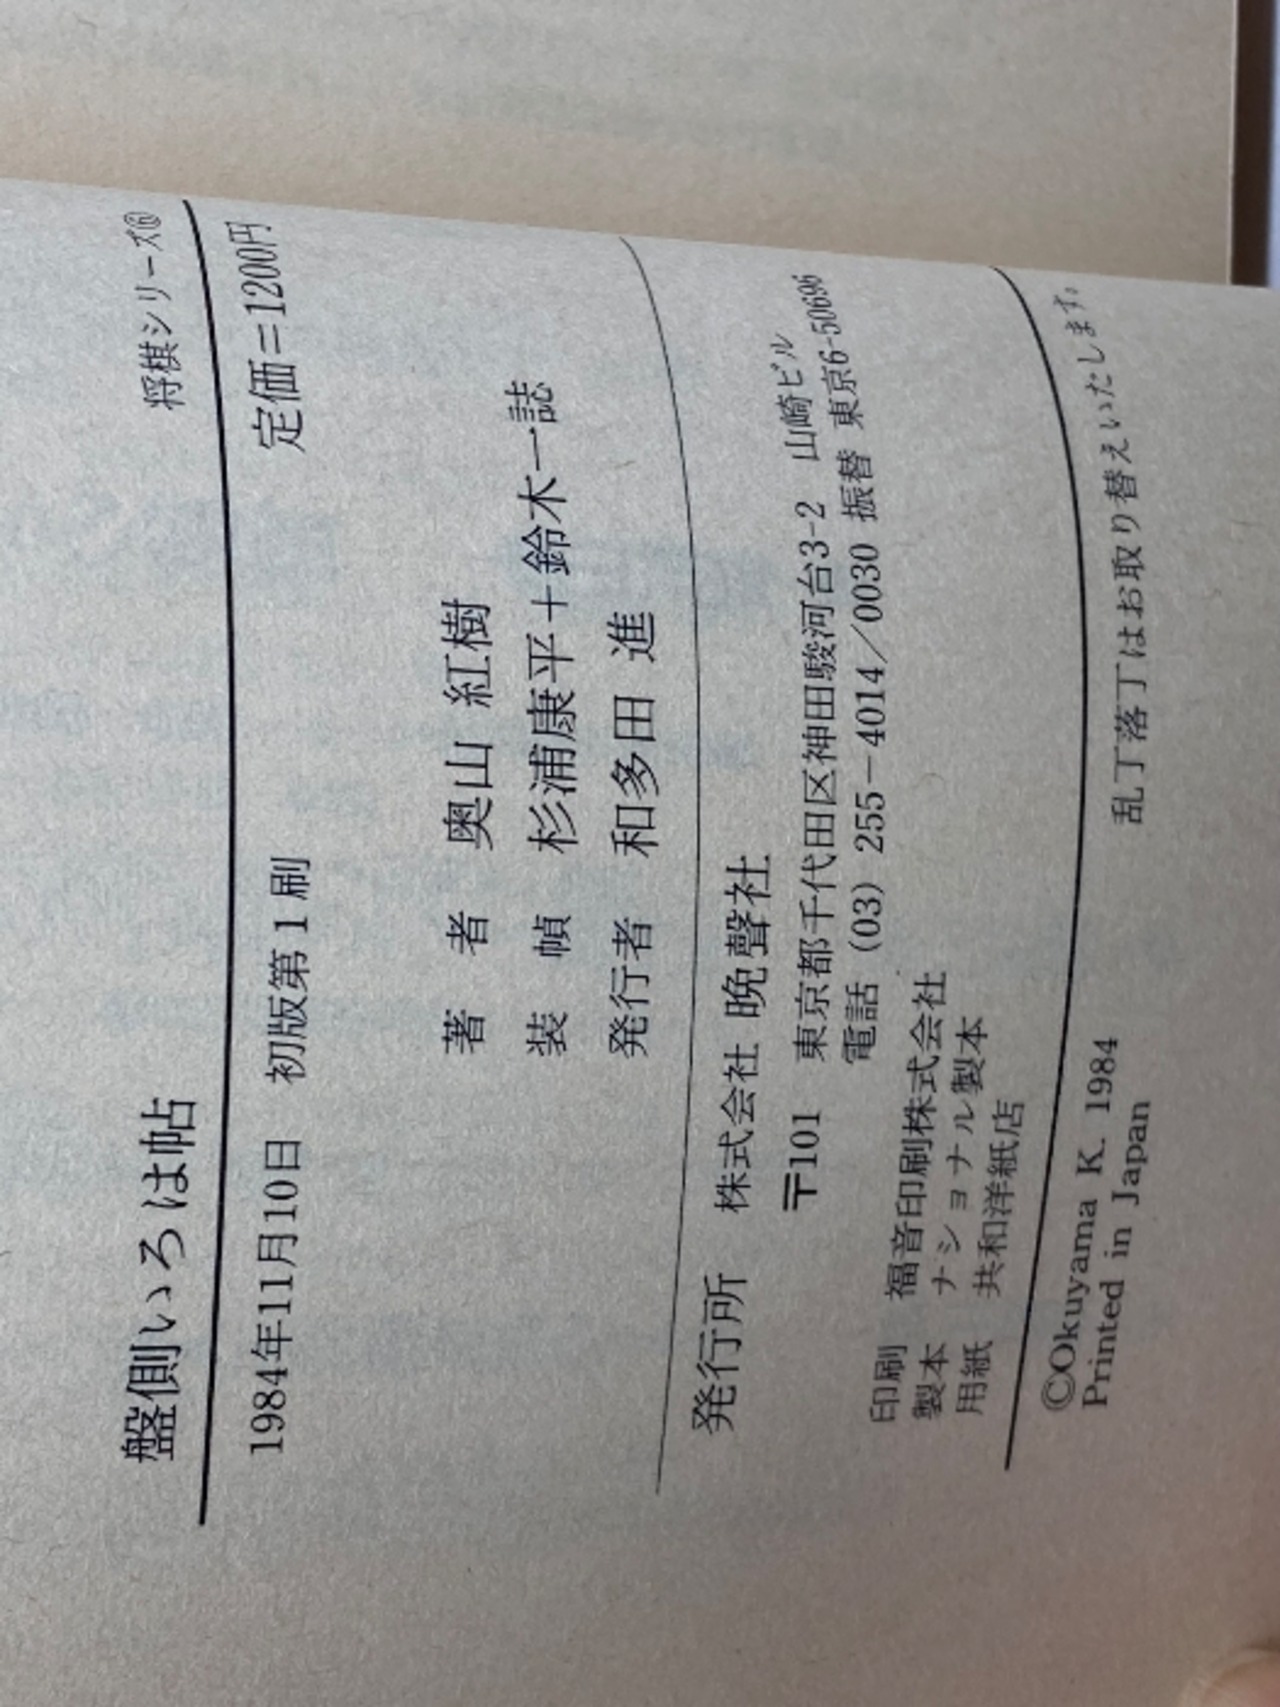 盤側いろは帖
将棋シリーズ⑥
1984年11月10日 初版第1刷 定価=1200円
著者 奥山 紅樹
装幀 杉浦康平+鈴木一誌
発行者 和多田 進
発行所 株式会社 晩聲社
〒101 東京都千代田区神田駿河台3-2 山崎ビル
電話 (03) 255-4014/0030 振替 東京6-50696
印刷 福音印刷株式会社
製本 ナショナル製本
用紙 共和洋紙店
©Okuyama K. 1984
Printed in Japan
乱丁落丁はお取り替えいたします。